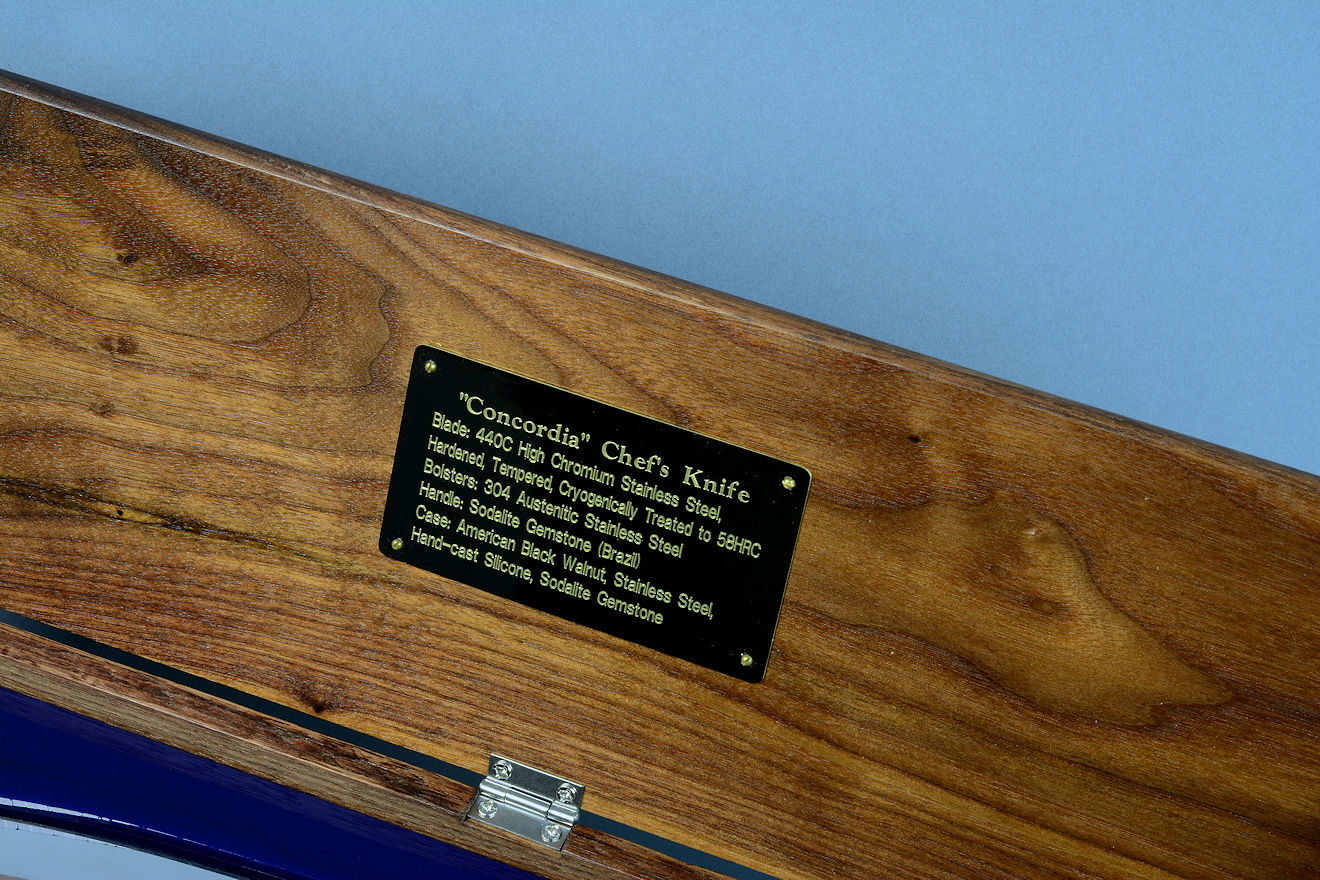 "Concordia" Chef's Knife
Blade: 440C High Chromium Stainless Steel,
Hardened, Tempered, Cryogenically Treated to 58HRC
Bolsters: 304 Austenitic Stainless Steel
Handle: Sodalite Gemstone (Brazil)
Case: American Black Walnut, Stainless Steel,
Hand-cast Silicone, Sodalite Gemstone